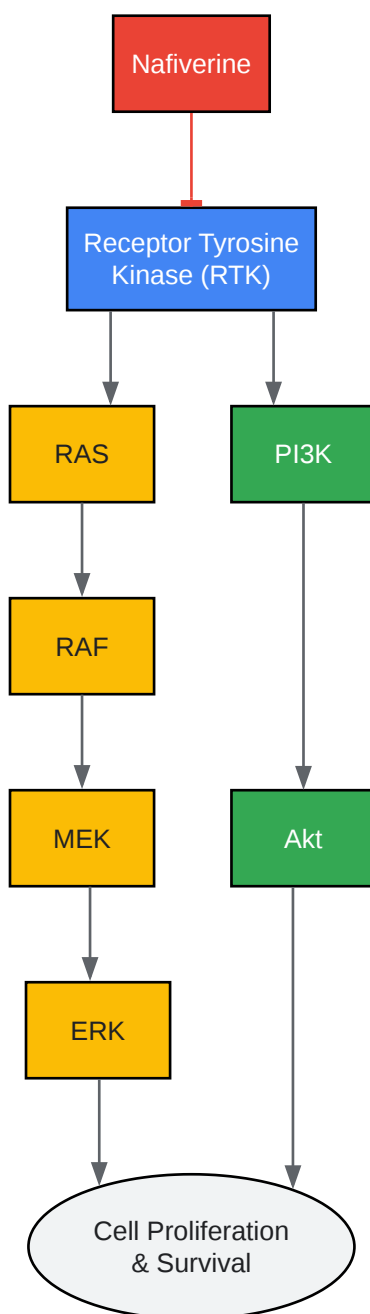 Nafiverine
Receptor Tyrosine
Kinase (RTK)
RAS
PI3K
RAF
MEK
Akt
ERK
Cell Proliferation
& Survival